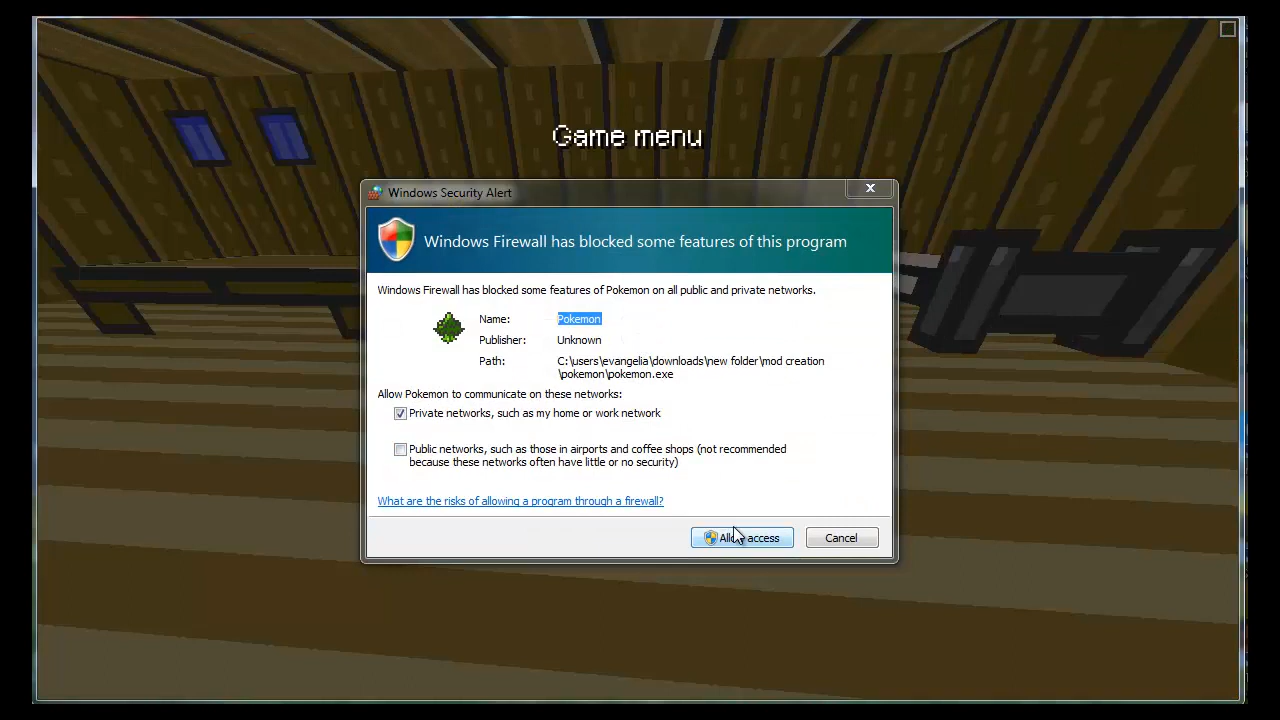 Game menu
Windows Security Alert
Windows Firewall has blocked some features of this program
Windows Firewall has blocked some features of Pokemon on all public and private networks.
Name: Pokemon
Publisher: Unknown
Path: C:\users\evangelia\downloads\new folder\mod creation
\pokemon\pokemon.exe
Allow Pokemon to communicate on these networks:
Private networks, such as my home or work network
Public networks, such as those in airports and coffee shops (not recommended
because these networks often have little or no security)
What are the risks of allowing a program through a firewall?
Allow access Cancel